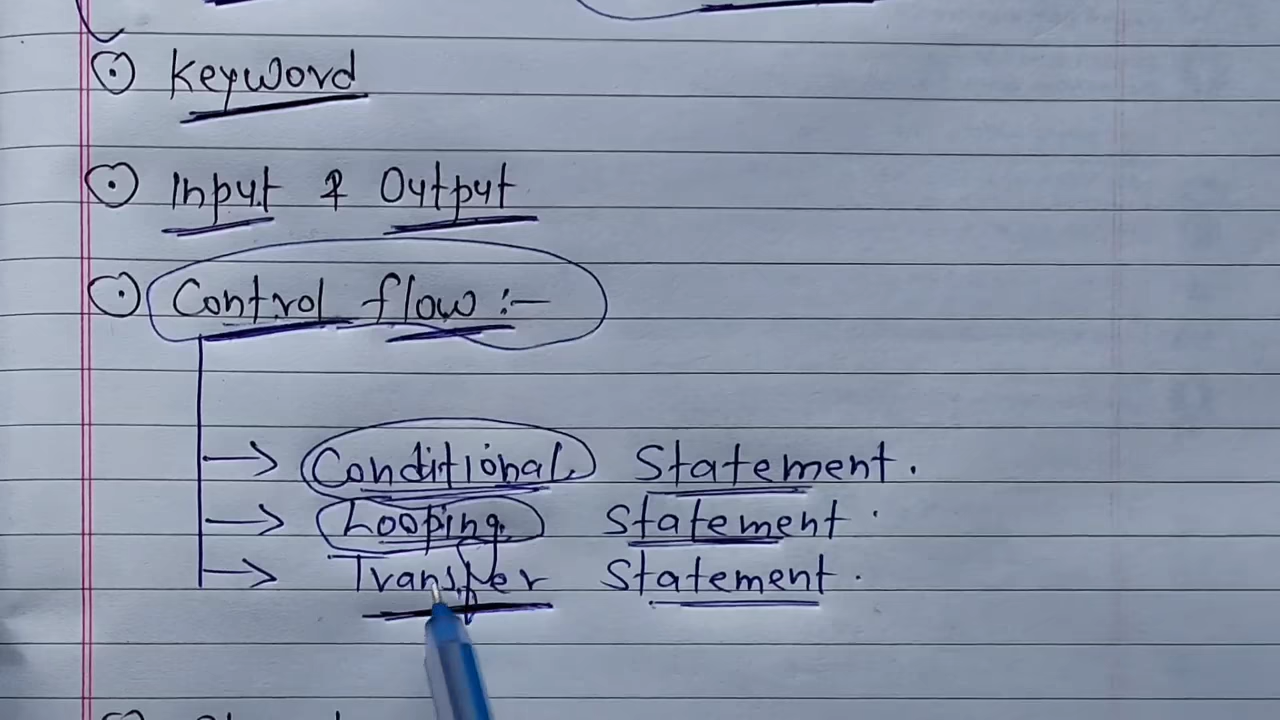 ⊙ Keyword
⊙ Input & Output
⊙ Control flow :-
→ Conditional Statement.
→ Looping Statement.
→ Transfer Statement.